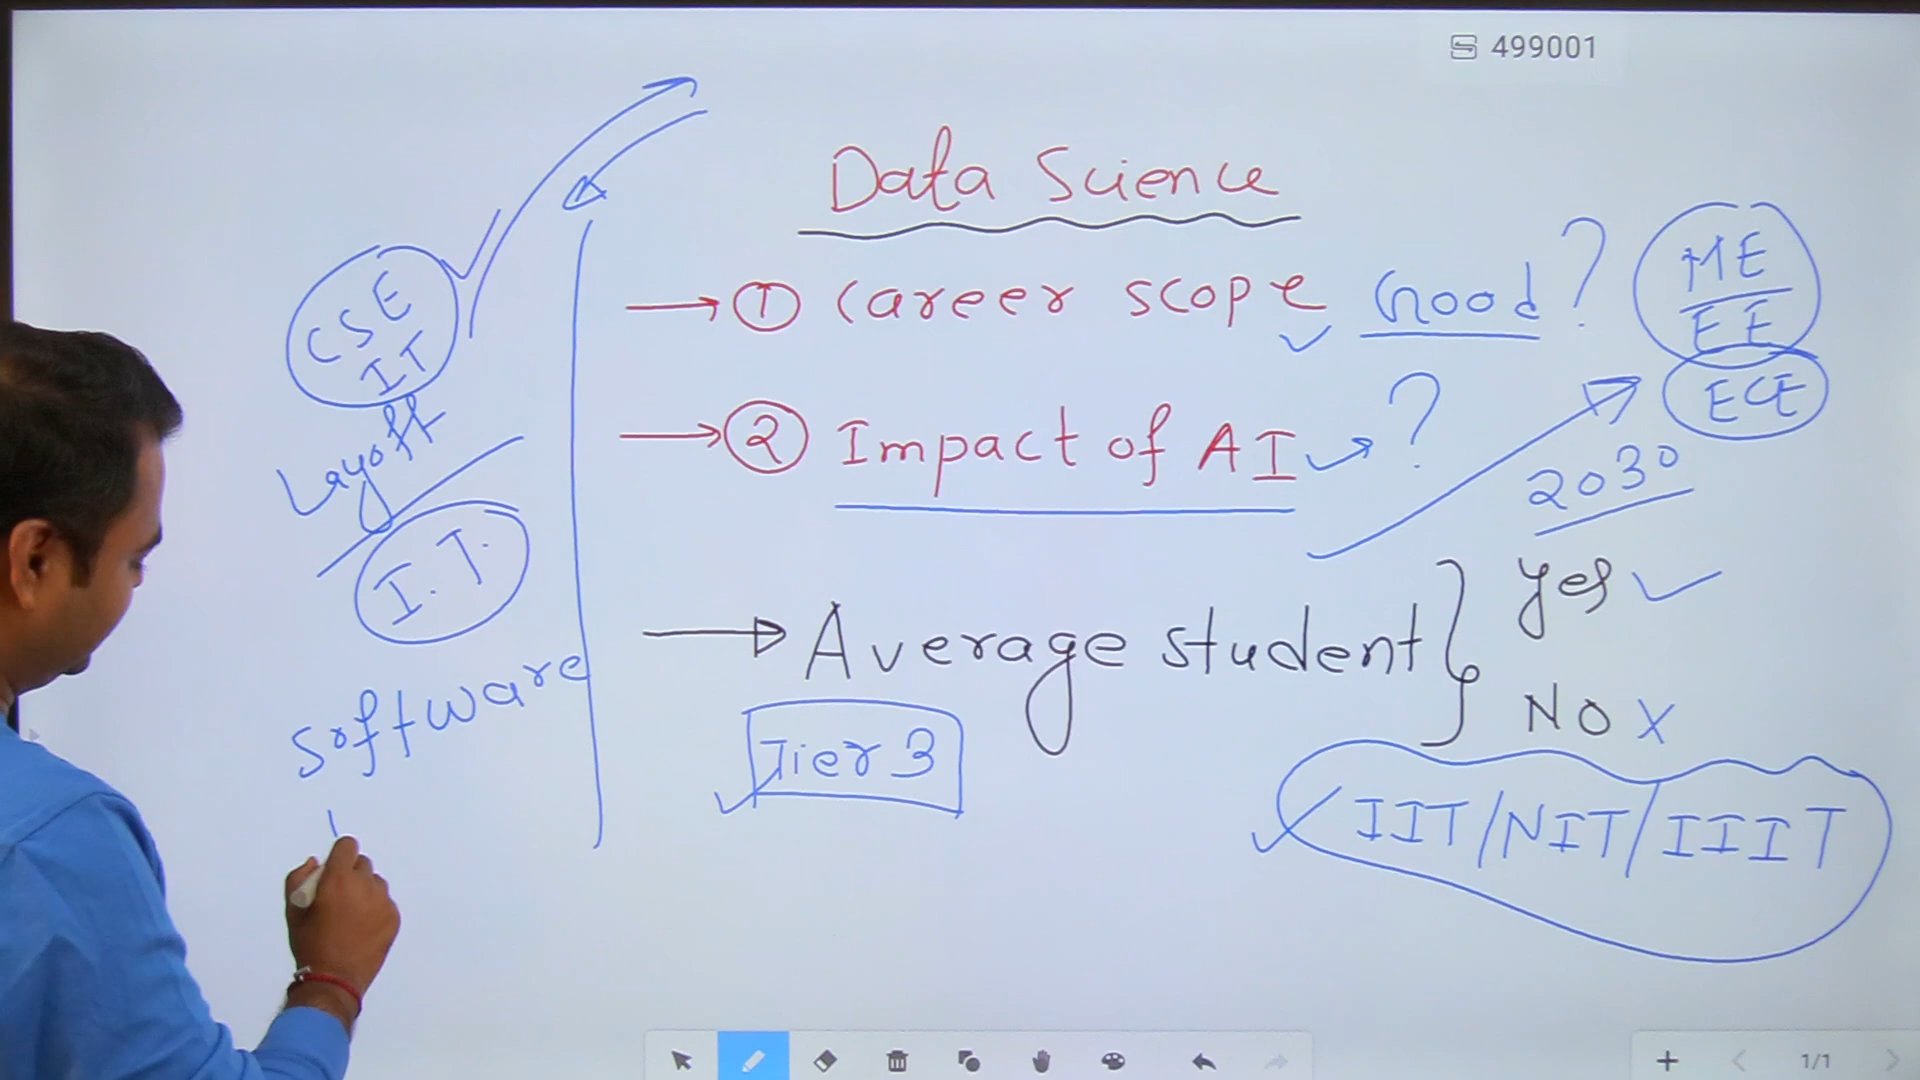 499001
Data Science
① Career scope Good ?
② Impact of AI ?
Average student
Yes
NO X
Tier 3
IIT/NIT/IIIT
CSE
IT
Layoff
I.T.
Software
ME
EE
ECE
2030
1/1